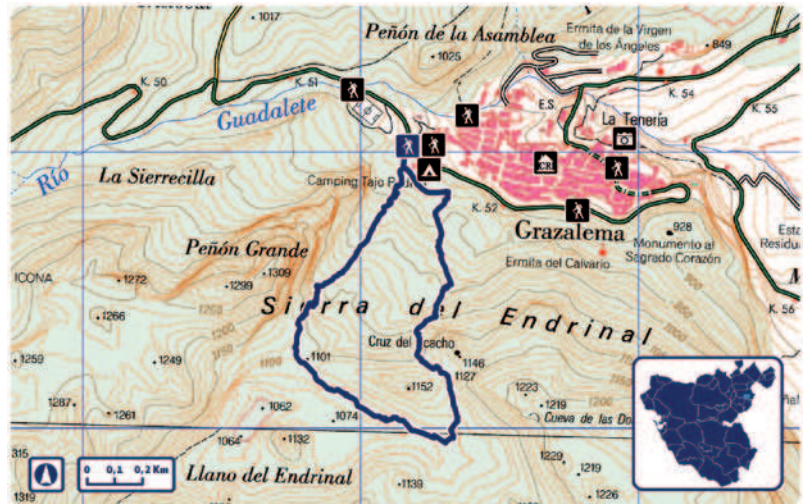 1017
Peñón de la Asamblea
1025
Ermita de la Virgen
de los Ángeles
849
K. 50
K. 51
K. 54
K. 55
E.S.
Guadalete
Río
La Tenería
CR
La Sierrecilla
Camping Tajo
K. 52
Grazalema
928
Monumento al
Sagrado Corazón
Ermita del Calvario
Peñón Grande
1309
1299
ICONA
1272
1266
1200
1150
1100
Sierra del Endrinal
K. 56
Cruz del
1146
1127
1101
1152
1259
1249
1223
1219
1287
1261
1062
1074
Cueva de las
1064
1132
315
1229
1219
1226
1139
1319
Llano del Endrinal
0 0,1 0,2 Km